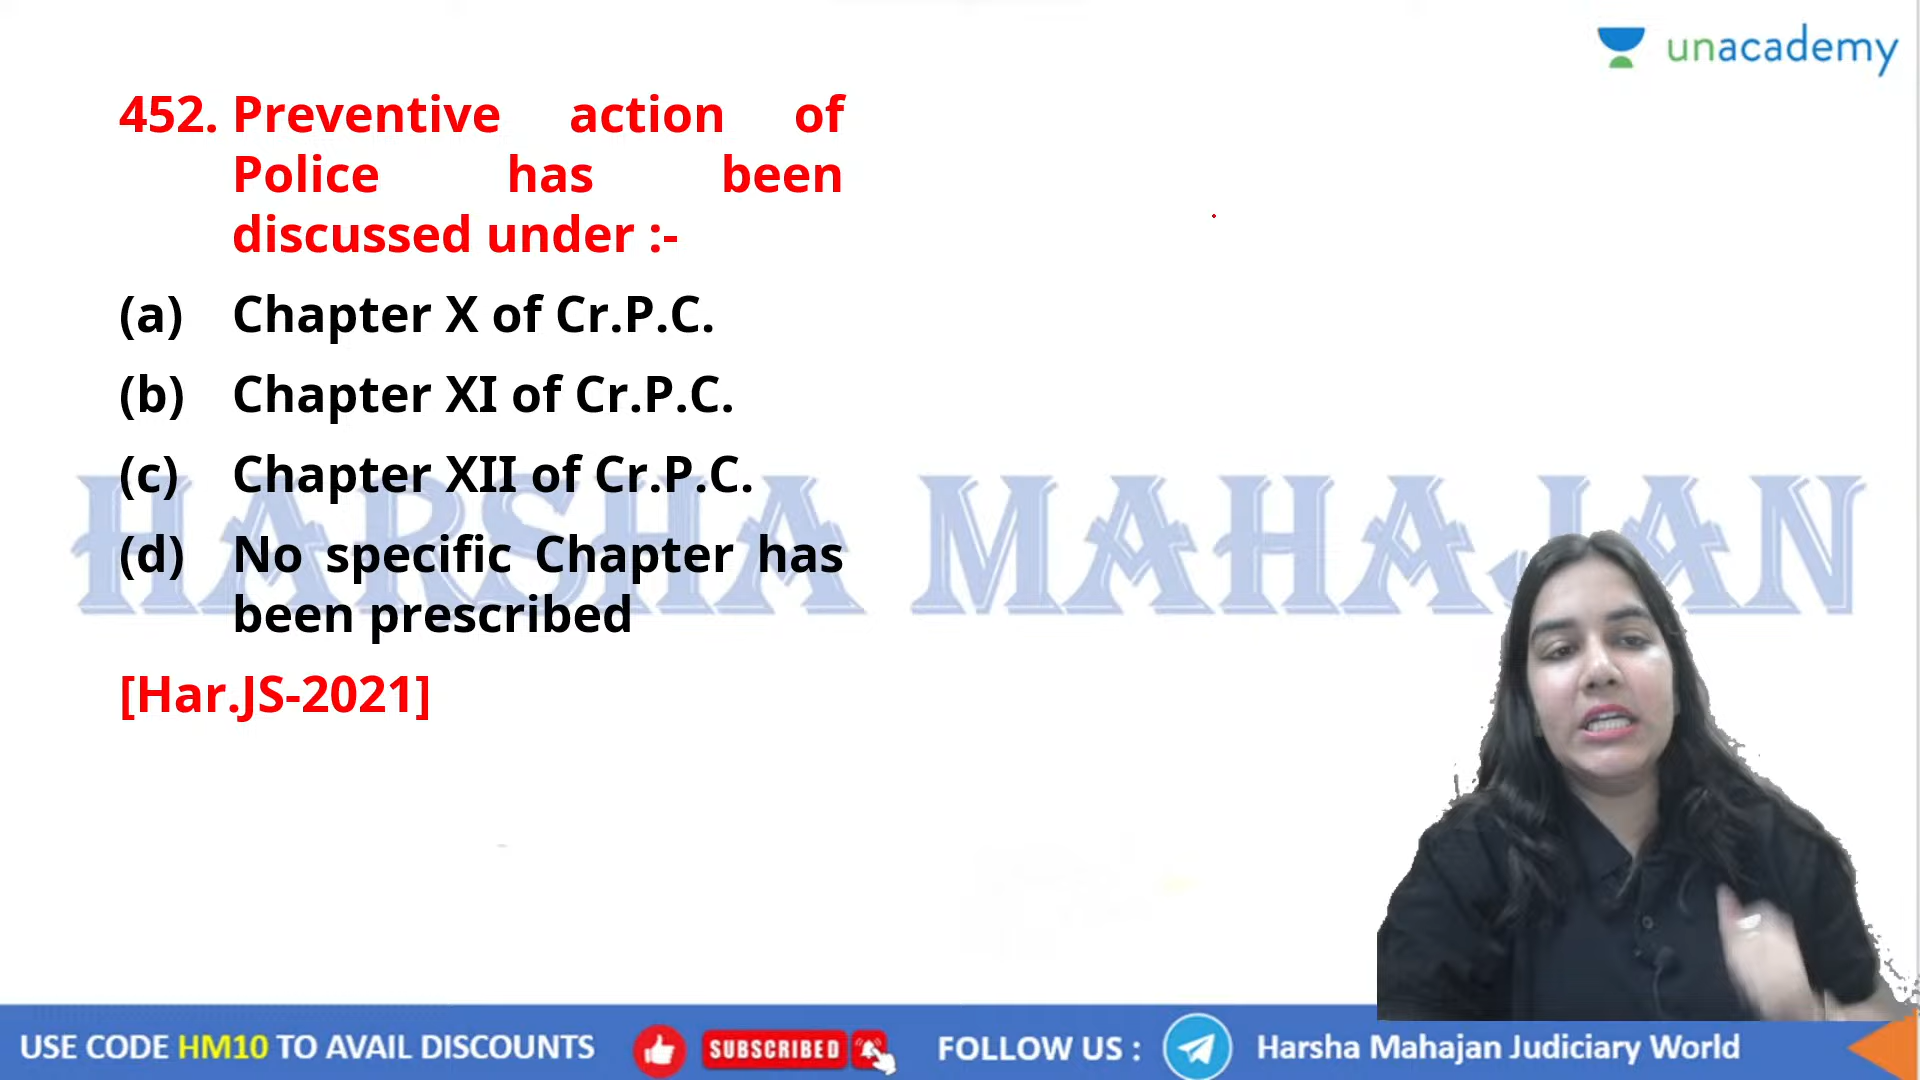 unacademy
452. Preventive action of
Police has been
discussed under :-
(a) Chapter X of Cr.P.C.
(b) Chapter XI of Cr.P.C.
(c) Chapter XII of Cr.P.C.
(d) No specific Chapter has
been prescribed
[Har.JS-2021]
HARSHA MAHAJAN
USE CODE HM10 TO AVAIL DISCOUNTS
SUBSCRIBED
FOLLOW US :
Harsha Mahajan Judiciary World